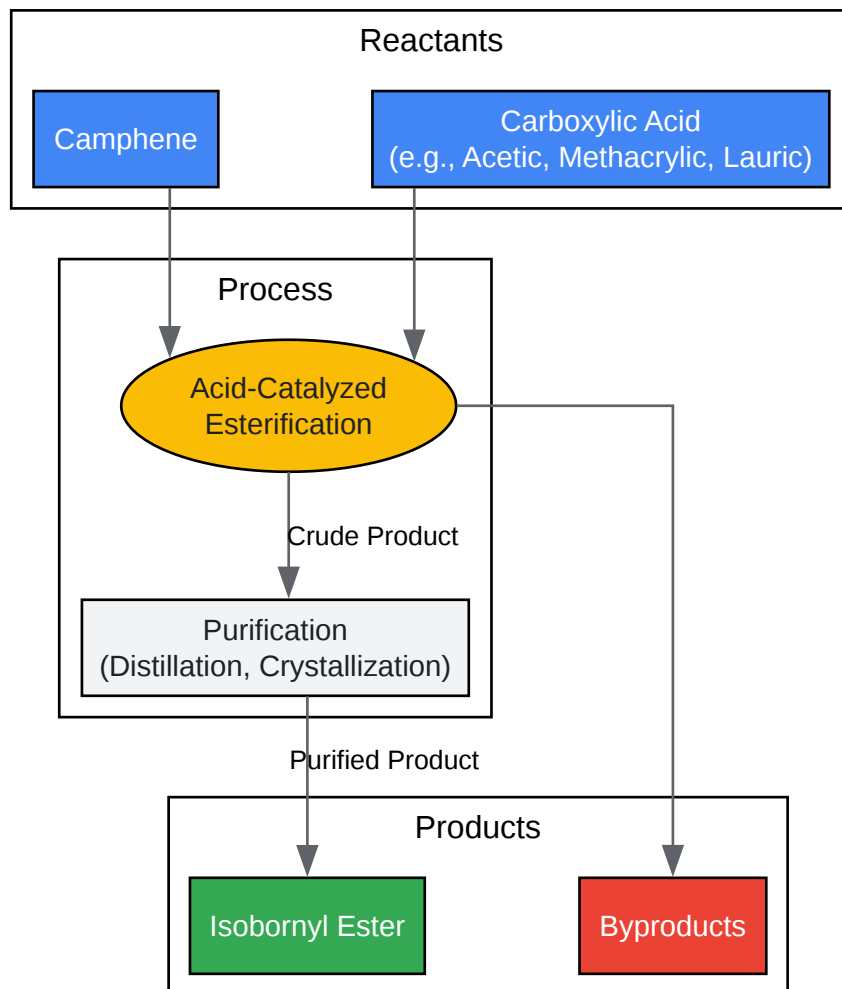 Reactants
Camphene
Carboxylic Acid
(e.g., Acetic, Methacrylic, Lauric)
Process
Acid-Catalyzed
Esterification
Crude Product
Purification
(Distillation, Crystallization)
Purified Product
Products
Isobornyl Ester
Byproducts